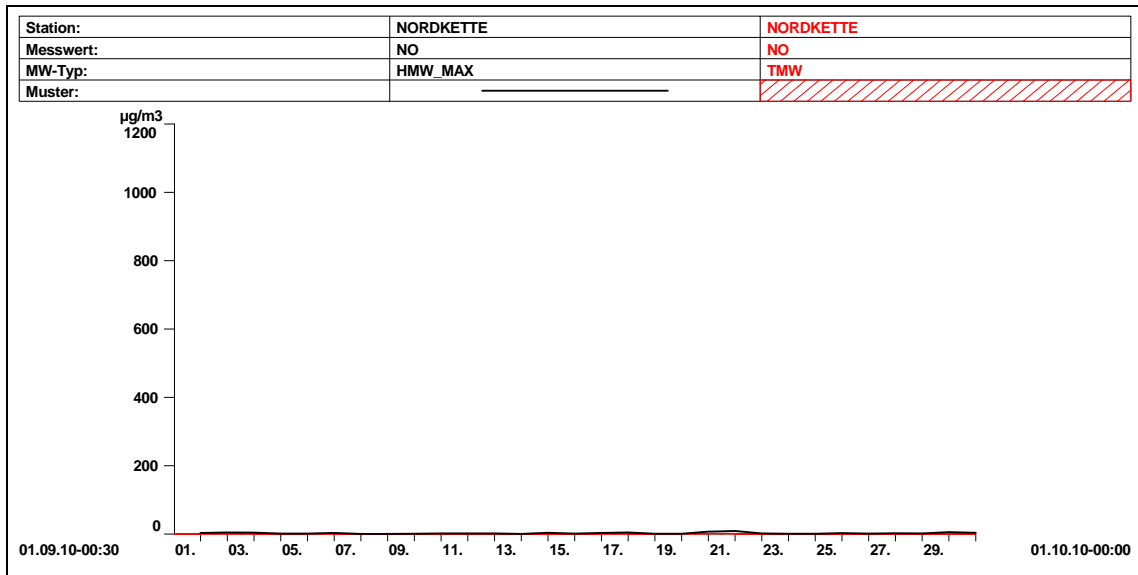 Station: NORDKETTE NORDKETTE
Messwert: NO NO
MW-Typ: HMW_MAX TMW
Muster:
µg/m3
1200
1000
800
600
400
200
0
01.09.10-00:30 01. 03. 05. 07. 09. 11. 13. 15. 17. 19. 21. 23. 25. 27. 29. 01.10.10-00:00